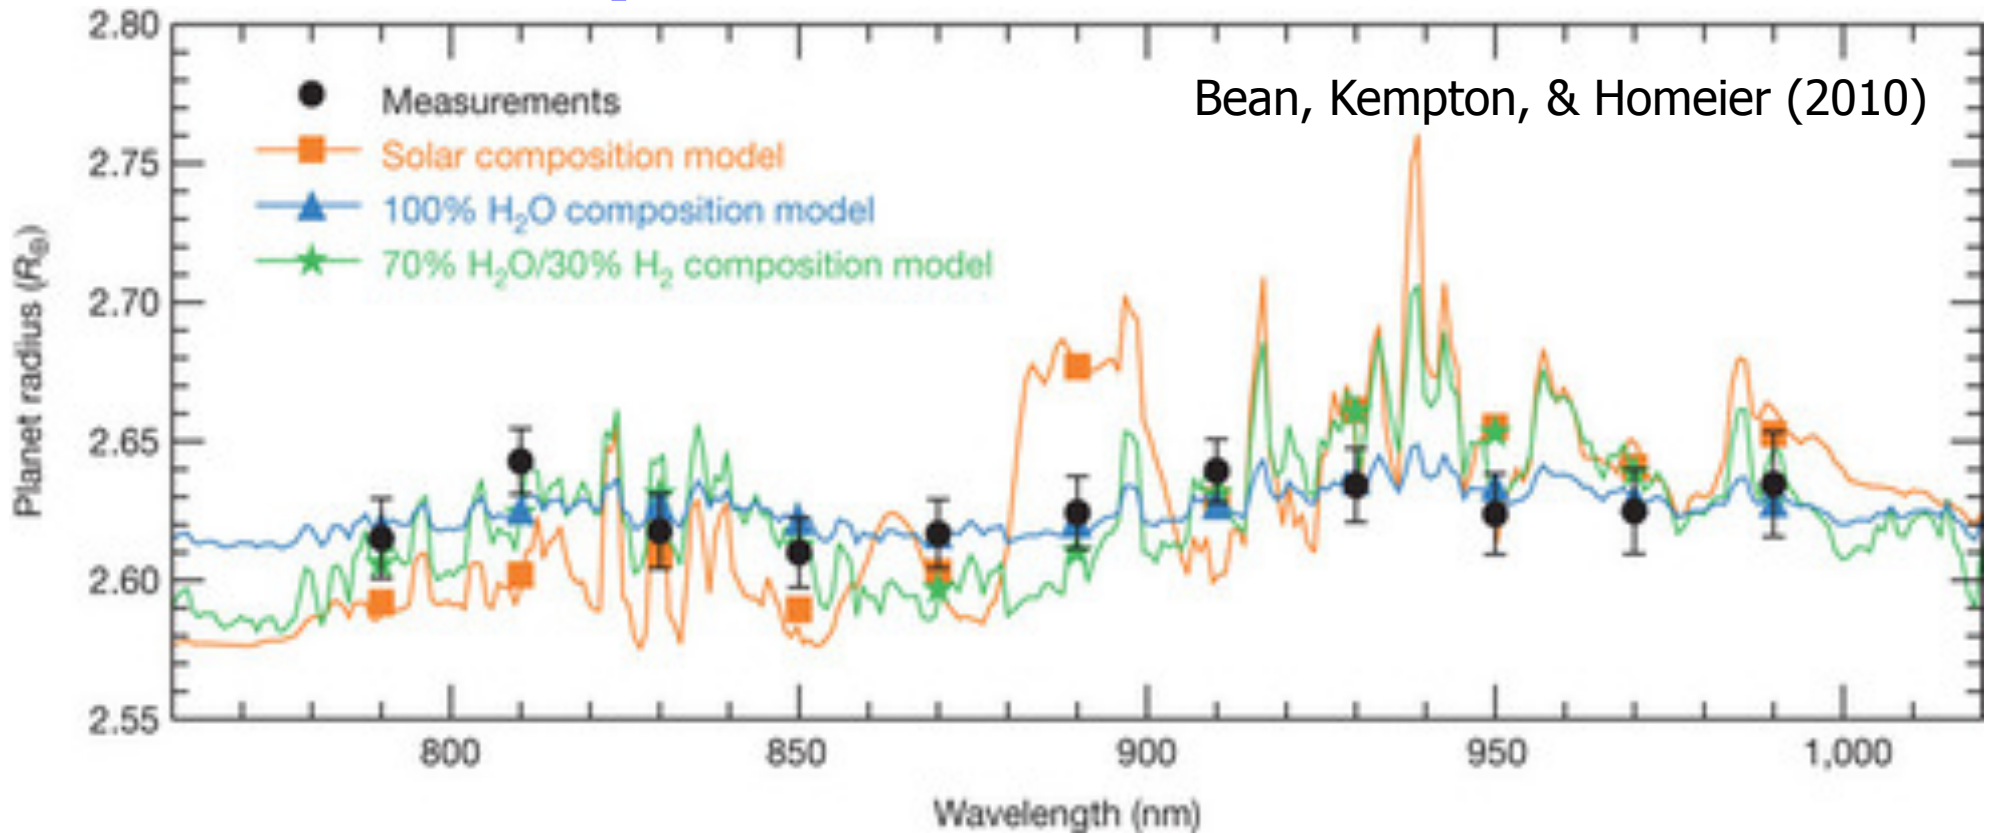 2.80
Measurements
Bean, Kempton, & Homeier (2010)
Solar composition model
2.75
100% H₂O composition model
70% H₂O/30% H₂ composition model
2.70
Planet radius (R⊕)
2.65
2.60
2.55
800
850
900
950
1,000
Wavelength (nm)